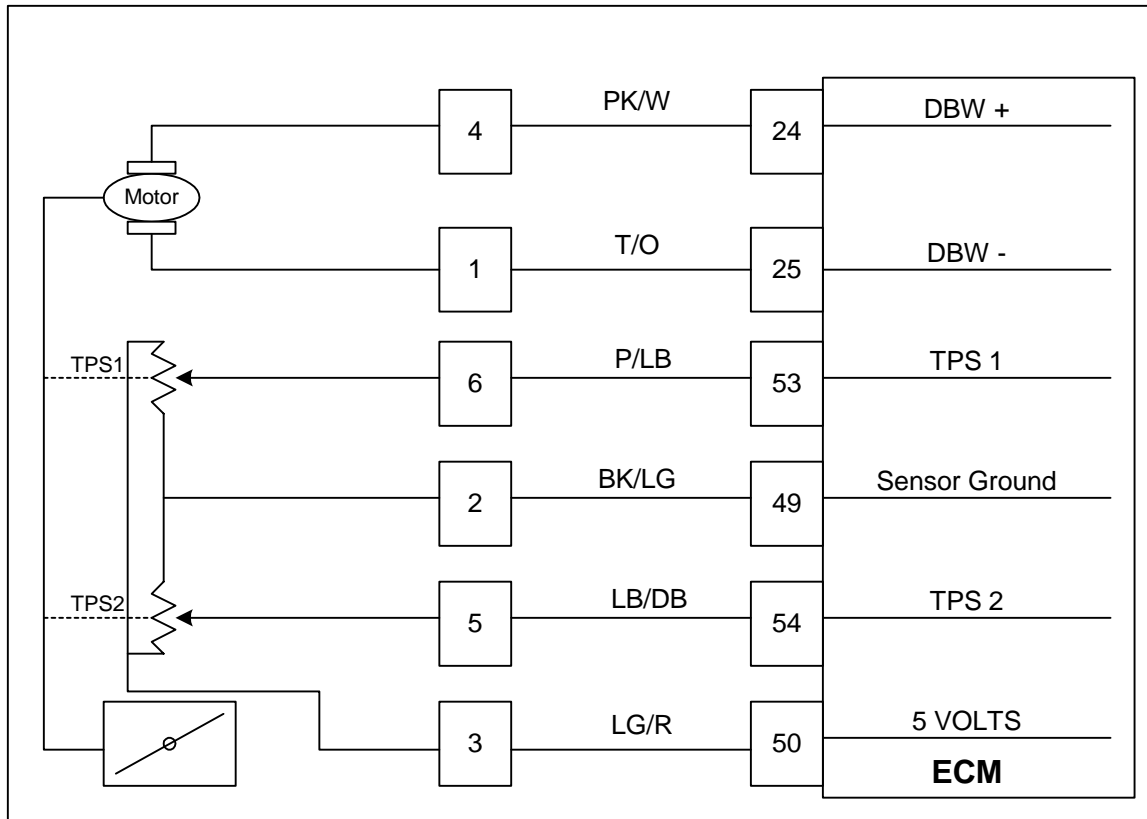 4 PK/W 24 DBW +
Motor
1 T/O 25 DBW -
TPS1 6 P/LB 53 TPS 1
2 BK/LG 49 Sensor Ground
TPS2 5 LB/DB 54 TPS 2
3 LG/R 50 5 VOLTS
ECM